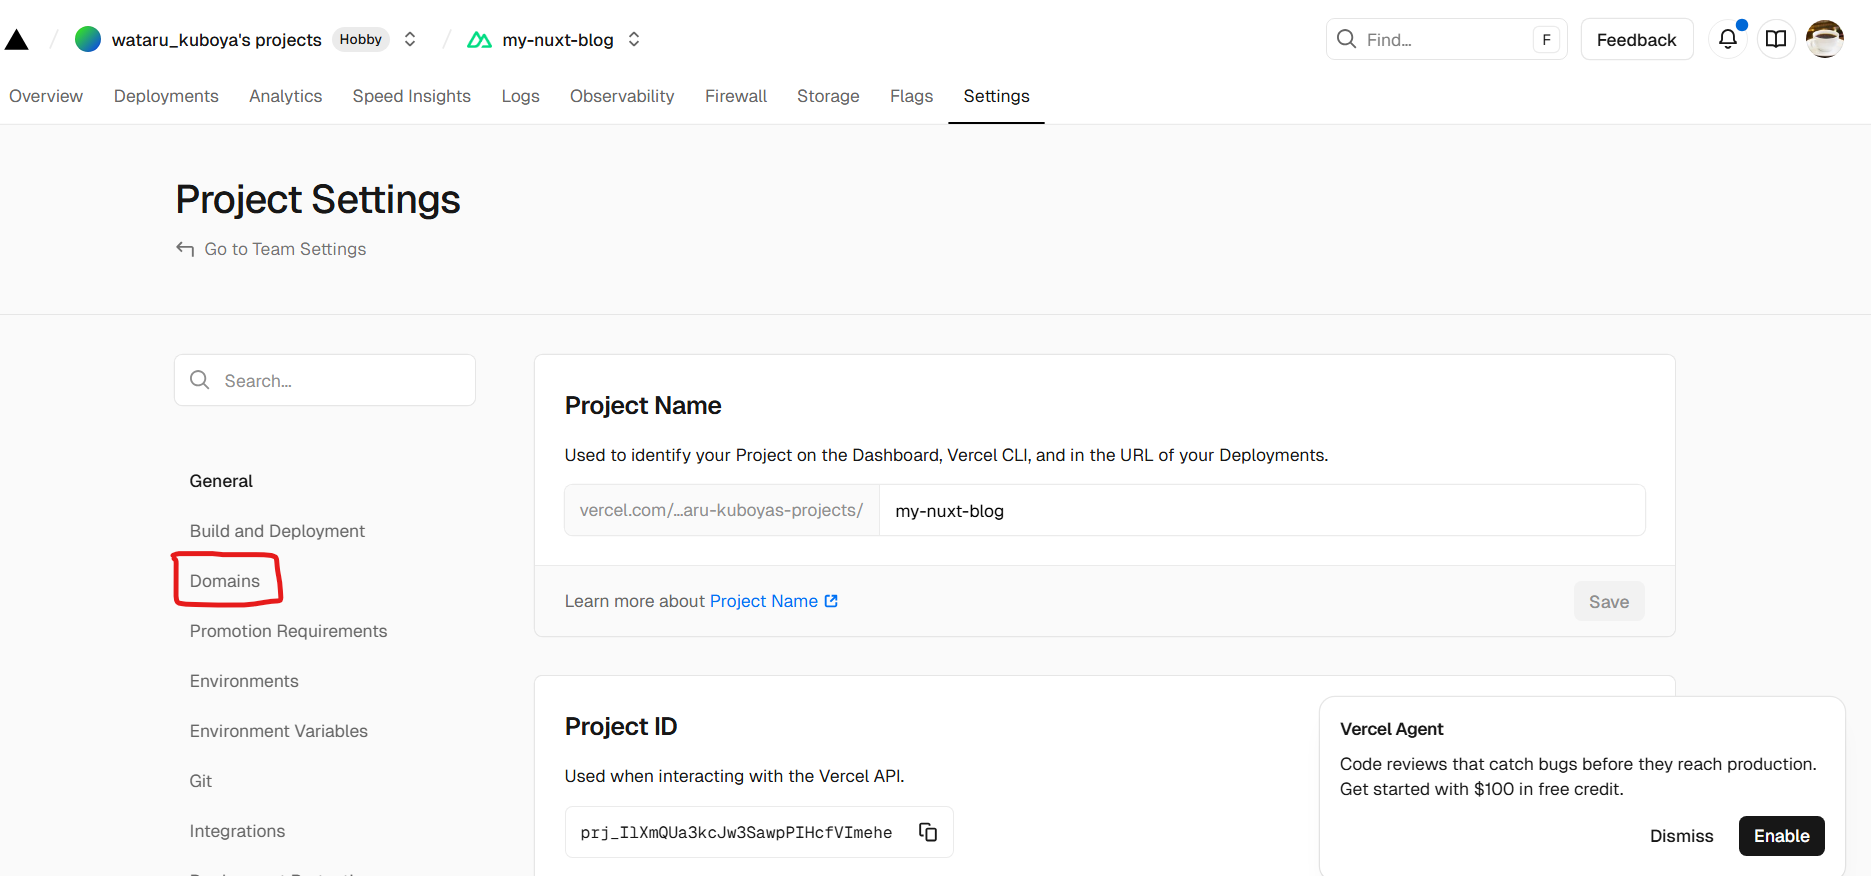 wataru_kuboya's projects Hobby my-nuxt-blog Find... F Feedback
Overview Deployments Analytics Speed Insights Logs Observability Firewall Storage Flags Settings
Project Settings
Go to Team Settings
Search...
General
Build and Deployment
Domains
Promotion Requirements
Environments
Environment Variables
Git
Integrations
Project Name
Used to identify your Project on the Dashboard, Vercel CLI, and in the URL of your Deployments.
vercel.com/...aru-kuboyas-projects/ my-nuxt-blog
Learn more about Project Name Save
Project ID
Used when interacting with the Vercel API.
prj_IlXmQUa3kcJw3SawpPIHcfVImehe
Vercel Agent
Code reviews that catch bugs before they reach production.
Get started with $100 in free credit.
Dismiss Enable